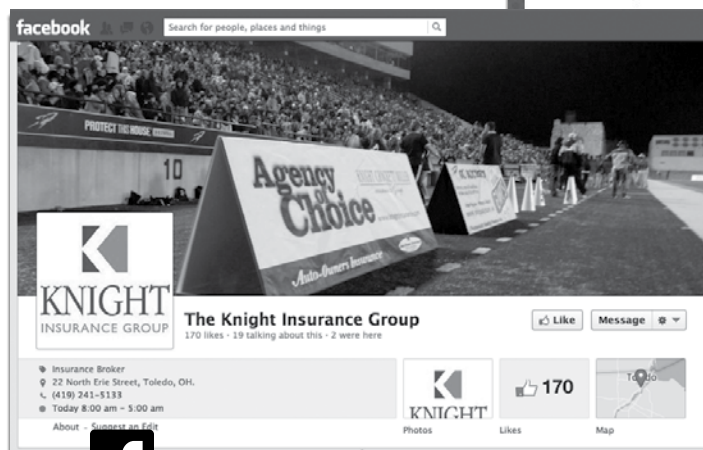 facebook
Search for people, places and things
PROTECT THE HOUSE
10
Agency
of
Choice
Auto-Owners Insurance
KNIGHT
INSURANCE GROUP
The Knight Insurance Group
170 likes · 19 talking about this · 2 were here
Like
Message
Insurance Broker
22 North Erie Street, Toledo, OH.
(419) 241-5133
Today 8:00 am – 5:00 am
About – Suggest an Edit
KNIGHT
Photos
170
Likes
Toledo
Map